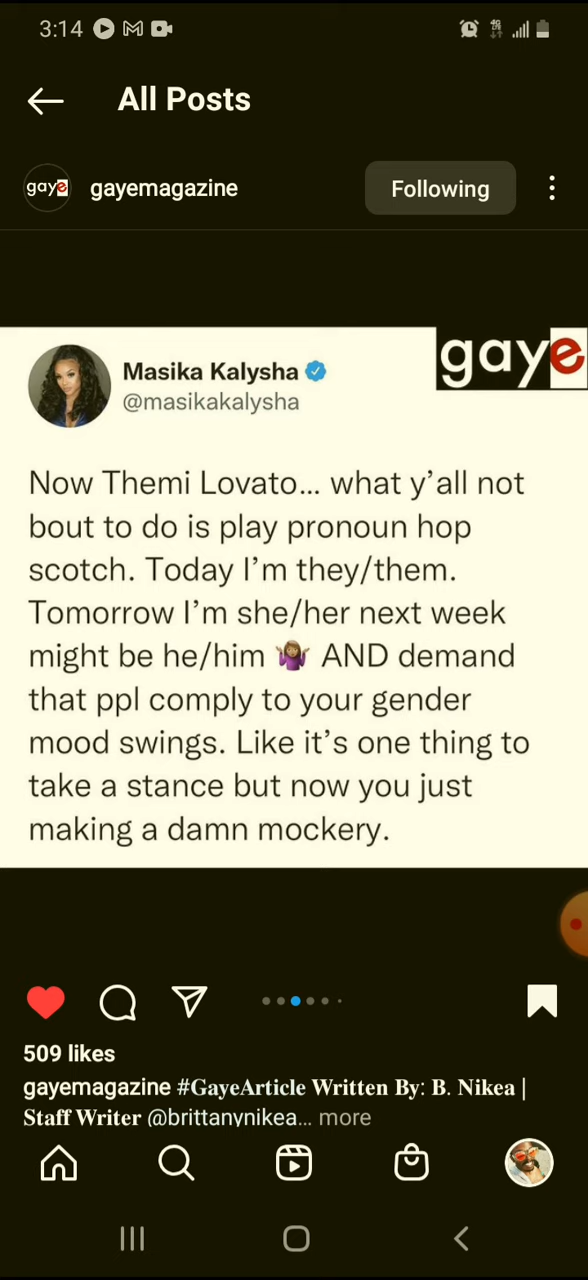 3:14
4G
All Posts
gaye gayemagazine Following
gaye
Masika Kalysha
@masikakalysha
Now Themi Lovato... what y'all not
bout to do is play pronoun hop
scotch. Today I'm they/them.
Tomorrow I'm she/her next week
might be he/him 🤷🏽‍♀️ AND demand
that ppl comply to your gender
mood swings. Like it's one thing to
take a stance but now you just
making a damn mockery.
509 likes
gayemagazine #GayeArticle Written By: B. Nikea |
Staff Writer @brittanynikea... more